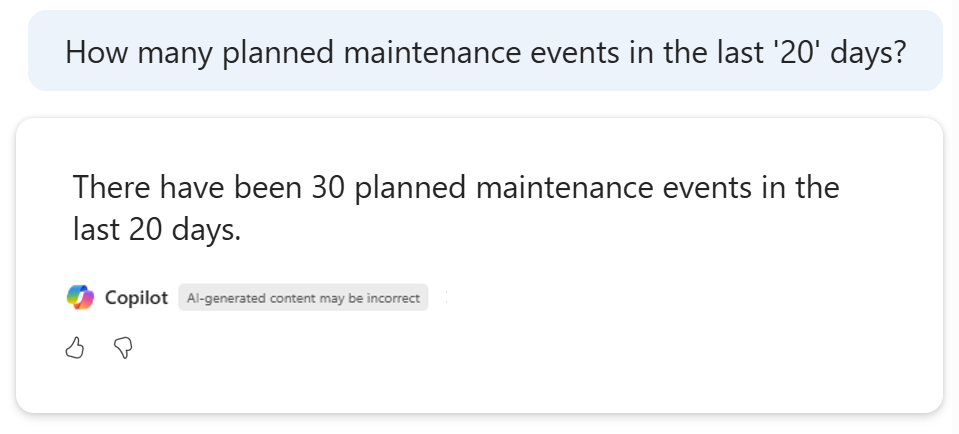 How many planned maintenance events in the last '20' days?
There have been 30 planned maintenance events in the
last 20 days.
Copilot AI-generated content may be incorrect